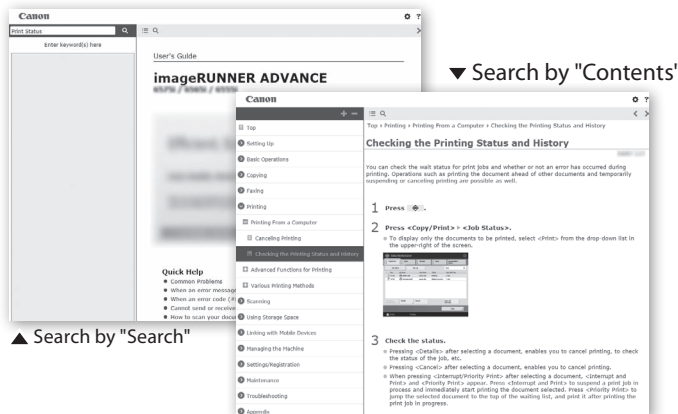 Canon
?
Print Status
Enter keyword(s) here
User's Guide
imageRUNNER ADVANCE
Quick Help
Common Problems
When an error messag
When an error code (
Cannot send or receive
How to scan your docu
▲ Search by "Search"
▼ Search by "Contents"
Canon
?
+ −
Top
Setting Up
Basic Operations
Copying
Faxing
Printing
Printing From a Computer
Canceling Printing
Checking the Printing Status and History
Advanced Functions for Printing
Various Printing Methods
Scanning
Using Storage Space
Linking with Mobile Devices
Managing the Machine
Settings/Registration
Maintenance
Troubleshooting
Appendix
Top › Printing › Printing From a Computer › Checking the Printing Status and History
Checking the Printing Status and History
You can check the wait status for print jobs and whether or not an error has occurred during
printing. Operations such as printing the document ahead of other documents and temporarily
suspending or canceling printing are possible as well.
1 Press .
2 Press <Copy/Print> ▸ <Job Status>.
To display only the documents to be printed, select <Print> from the drop-down list in
the upper-right of the screen.
3 Check the status.
Pressing <Details> after selecting a document, enables you to cancel printing, to check
the status of the job, etc.
Pressing <Cancel> after selecting a document, enables you to cancel printing.
When pressing <Interrupt/Priority Print> after selecting a document, <Interrupt and
Print> and <Priority Print> appear. Press <Interrupt and Print> to suspend a print job in
process and immediately start printing the document selected. Press <Priority Print> to
jump the selected document to the top of the waiting list, and print it after printing the
print job in progress.